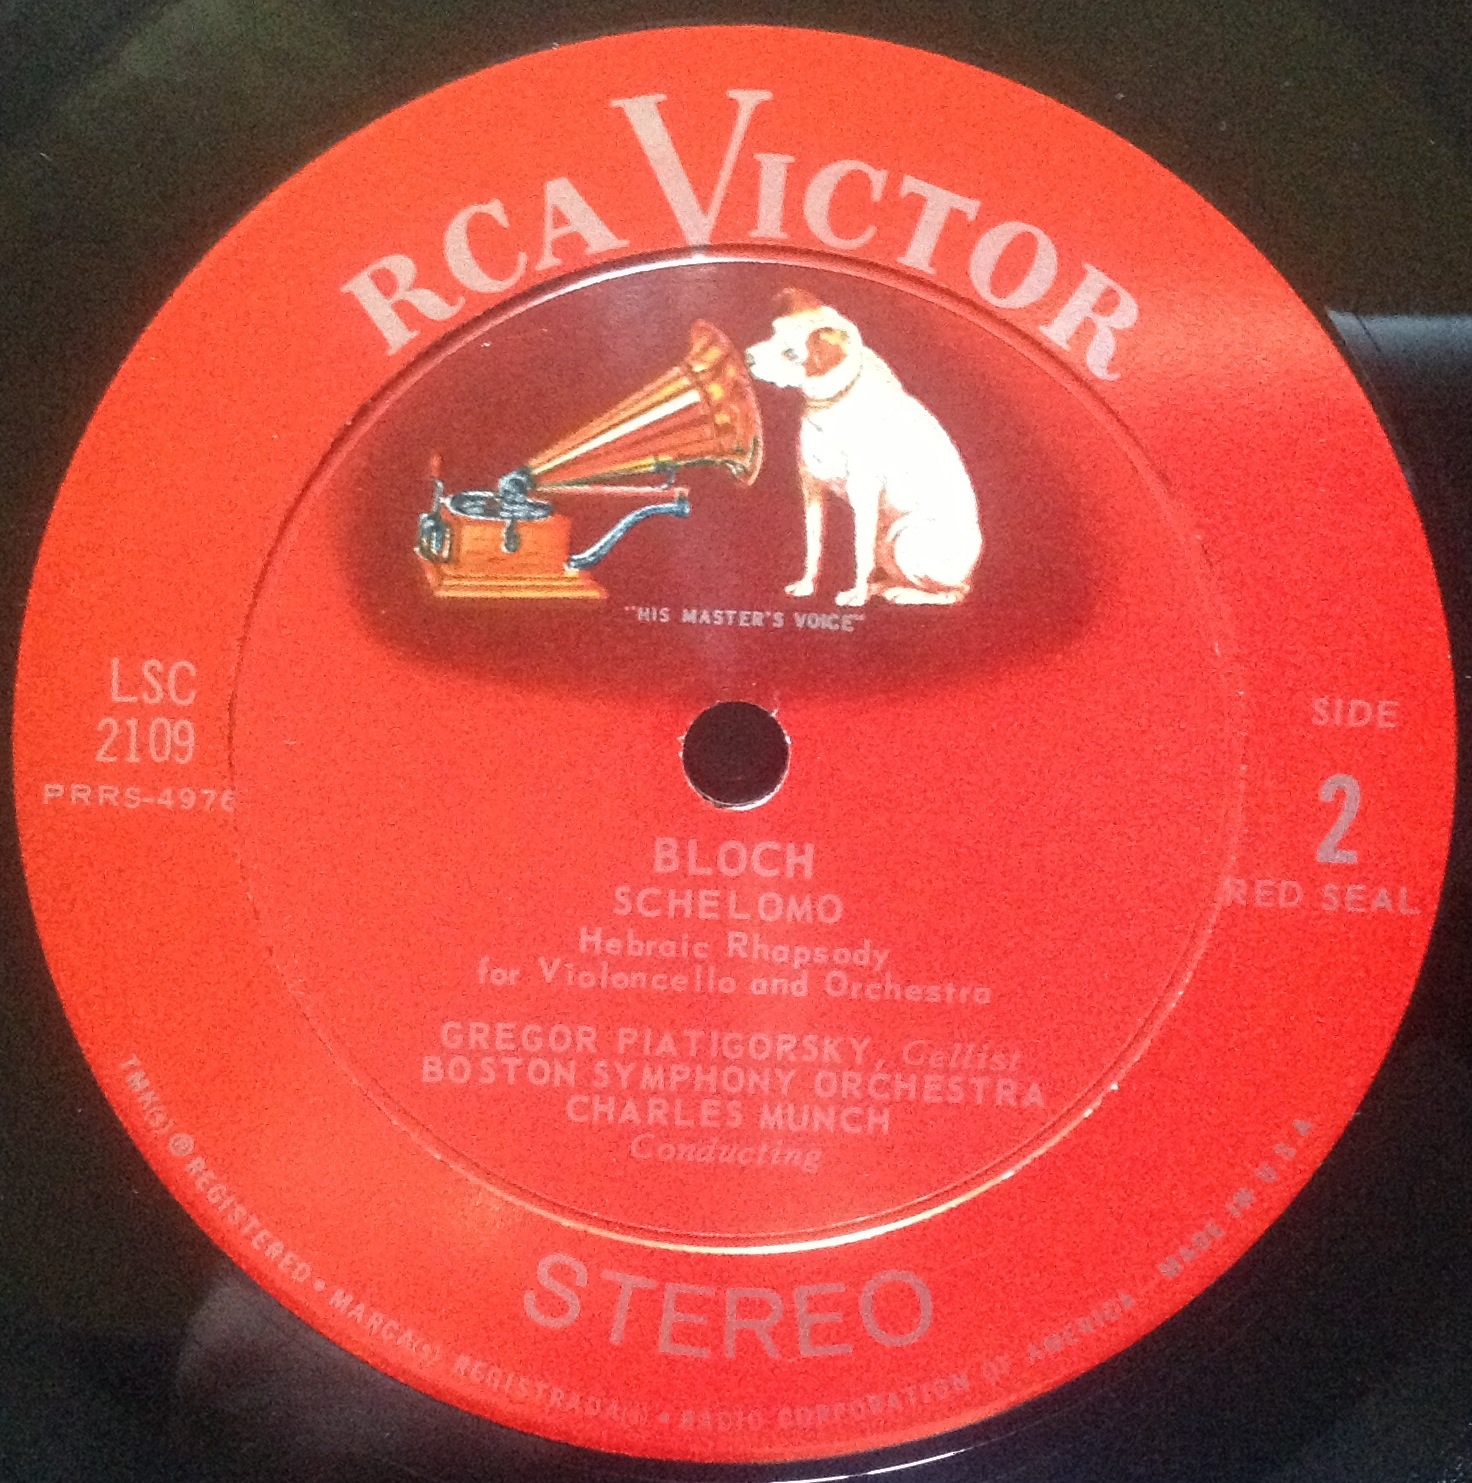 RCA VICTOR
"HIS MASTER'S VOICE"
LSC
2109
PRRS-4976
SIDE
2
RED SEAL
BLOCH
SCHELOMO
Hebraic Rhapsody
for Violoncello and Orchestra
GREGOR PIATIGORSKY, Cellist
BOSTON SYMPHONY ORCHESTRA
CHARLES MUNCH
Conducting
STEREO
TMK(s) ® REGISTERED • MARCA(s) REGISTRADA(s) • RADIO CORPORATION OF AMERICA - MADE IN U.S.A.